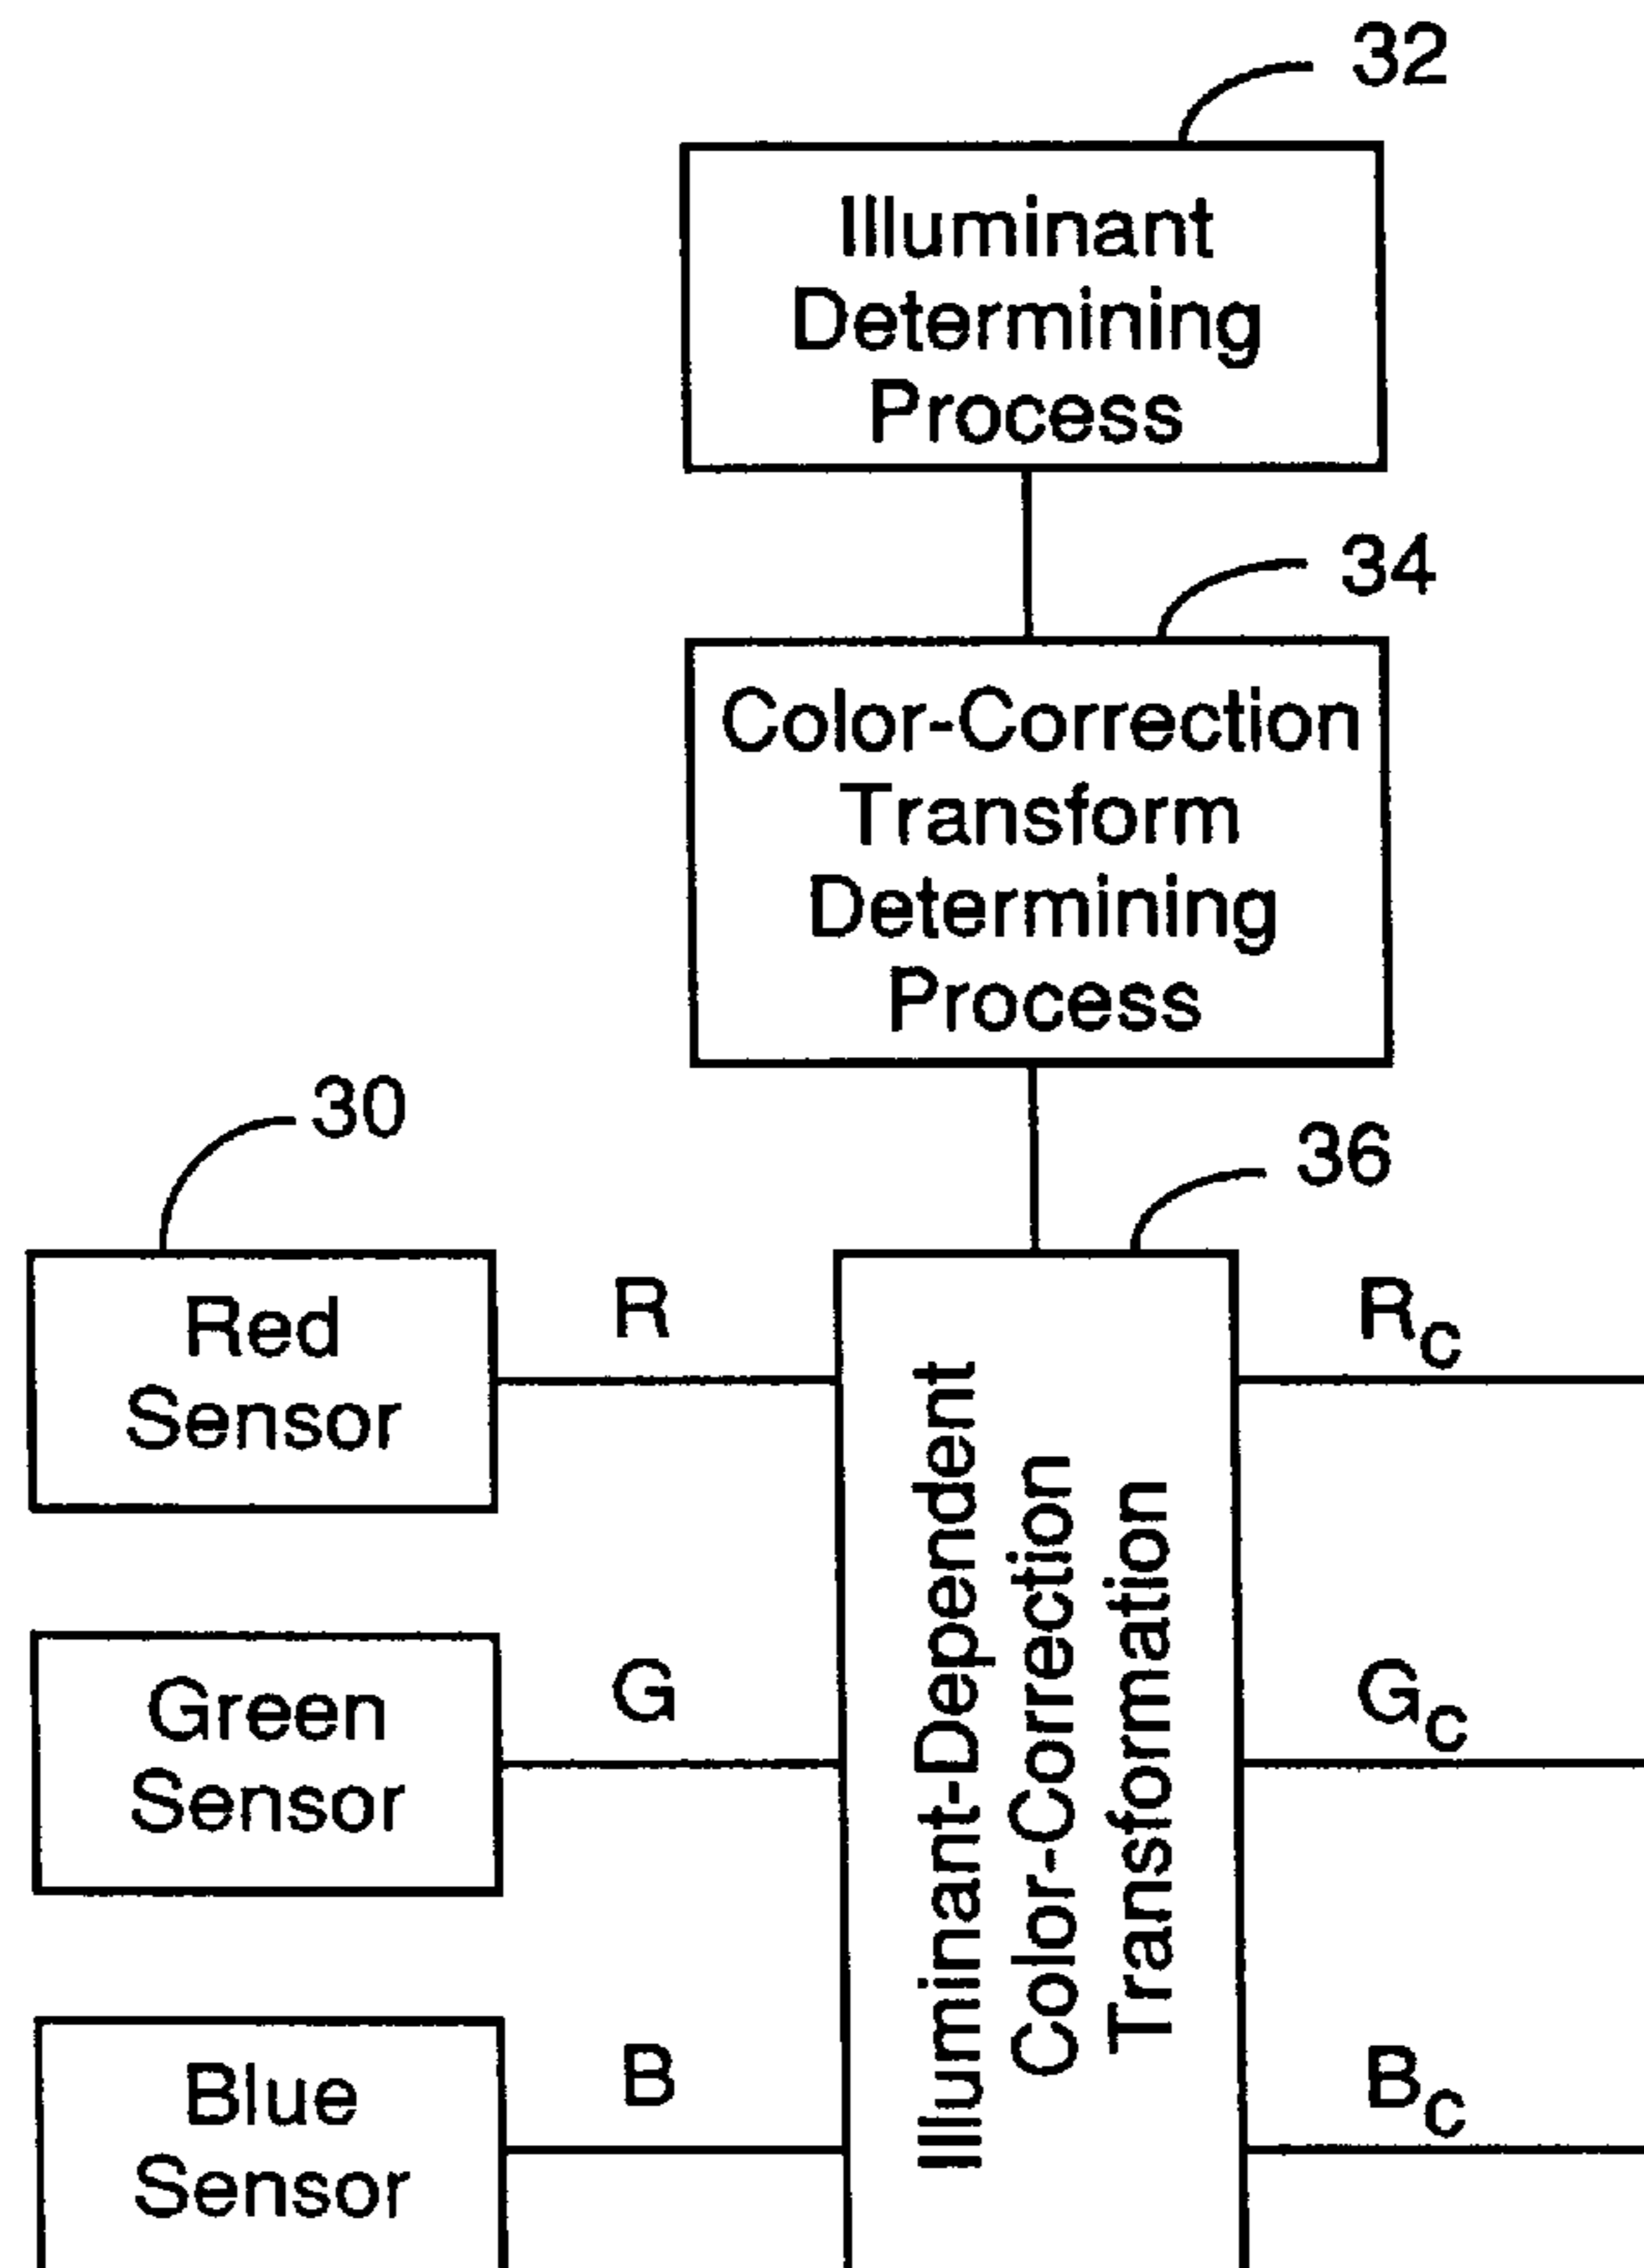 32
Illuminant
Determining
Process
34
Color-Correction
Transform
Determining
Process
30
36
Red
Sensor
R
Illuminant-Dependent
Color-Correction
Transformation
Rc
Green
Sensor
G
Gc
Blue
Sensor
B
Bc